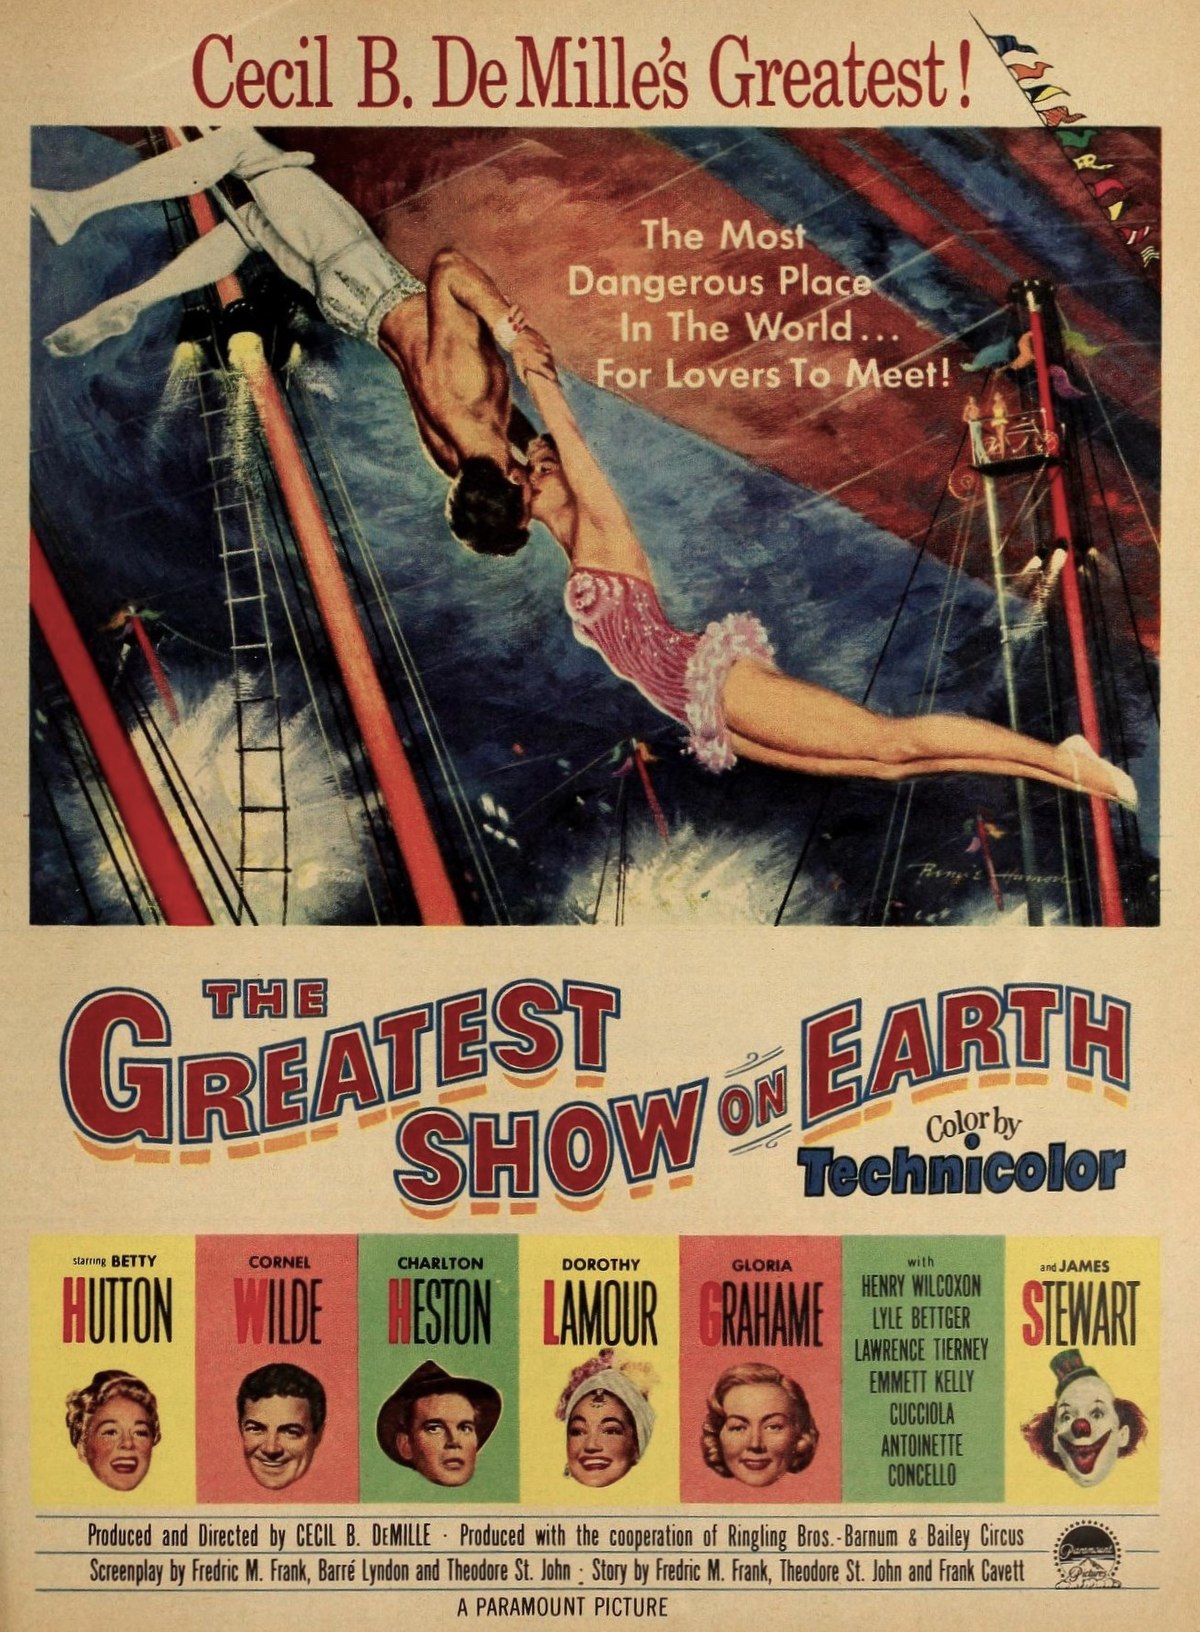 Cecil B. DeMille's Greatest!
The Most
Dangerous Place
In The World...
For Lovers To Meet!
THE
GREATEST
SHOW ON EARTH
Color by
Technicolor
starring BETTY
HUTTON
CORNEL
WILDE
CHARLTON
HESTON
DOROTHY
LAMOUR
GLORIA
GRAHAME
with
HENRY WILCOXON
LYLE BETTGER
LAWRENCE TIERNEY
EMMETT KELLY
CUCCIOLA
ANTOINETTE
CONCELLO
and JAMES
STEWART
Produced and Directed by CECIL B. DeMILLE · Produced with the cooperation of Ringling Bros.-Barnum & Bailey Circus
Screenplay by Fredric M. Frank, Barré Lyndon and Theodore St. John · Story by Fredric M. Frank, Theodore St. John and Frank Cavett
Paramount
Pictures
A PARAMOUNT PICTURE